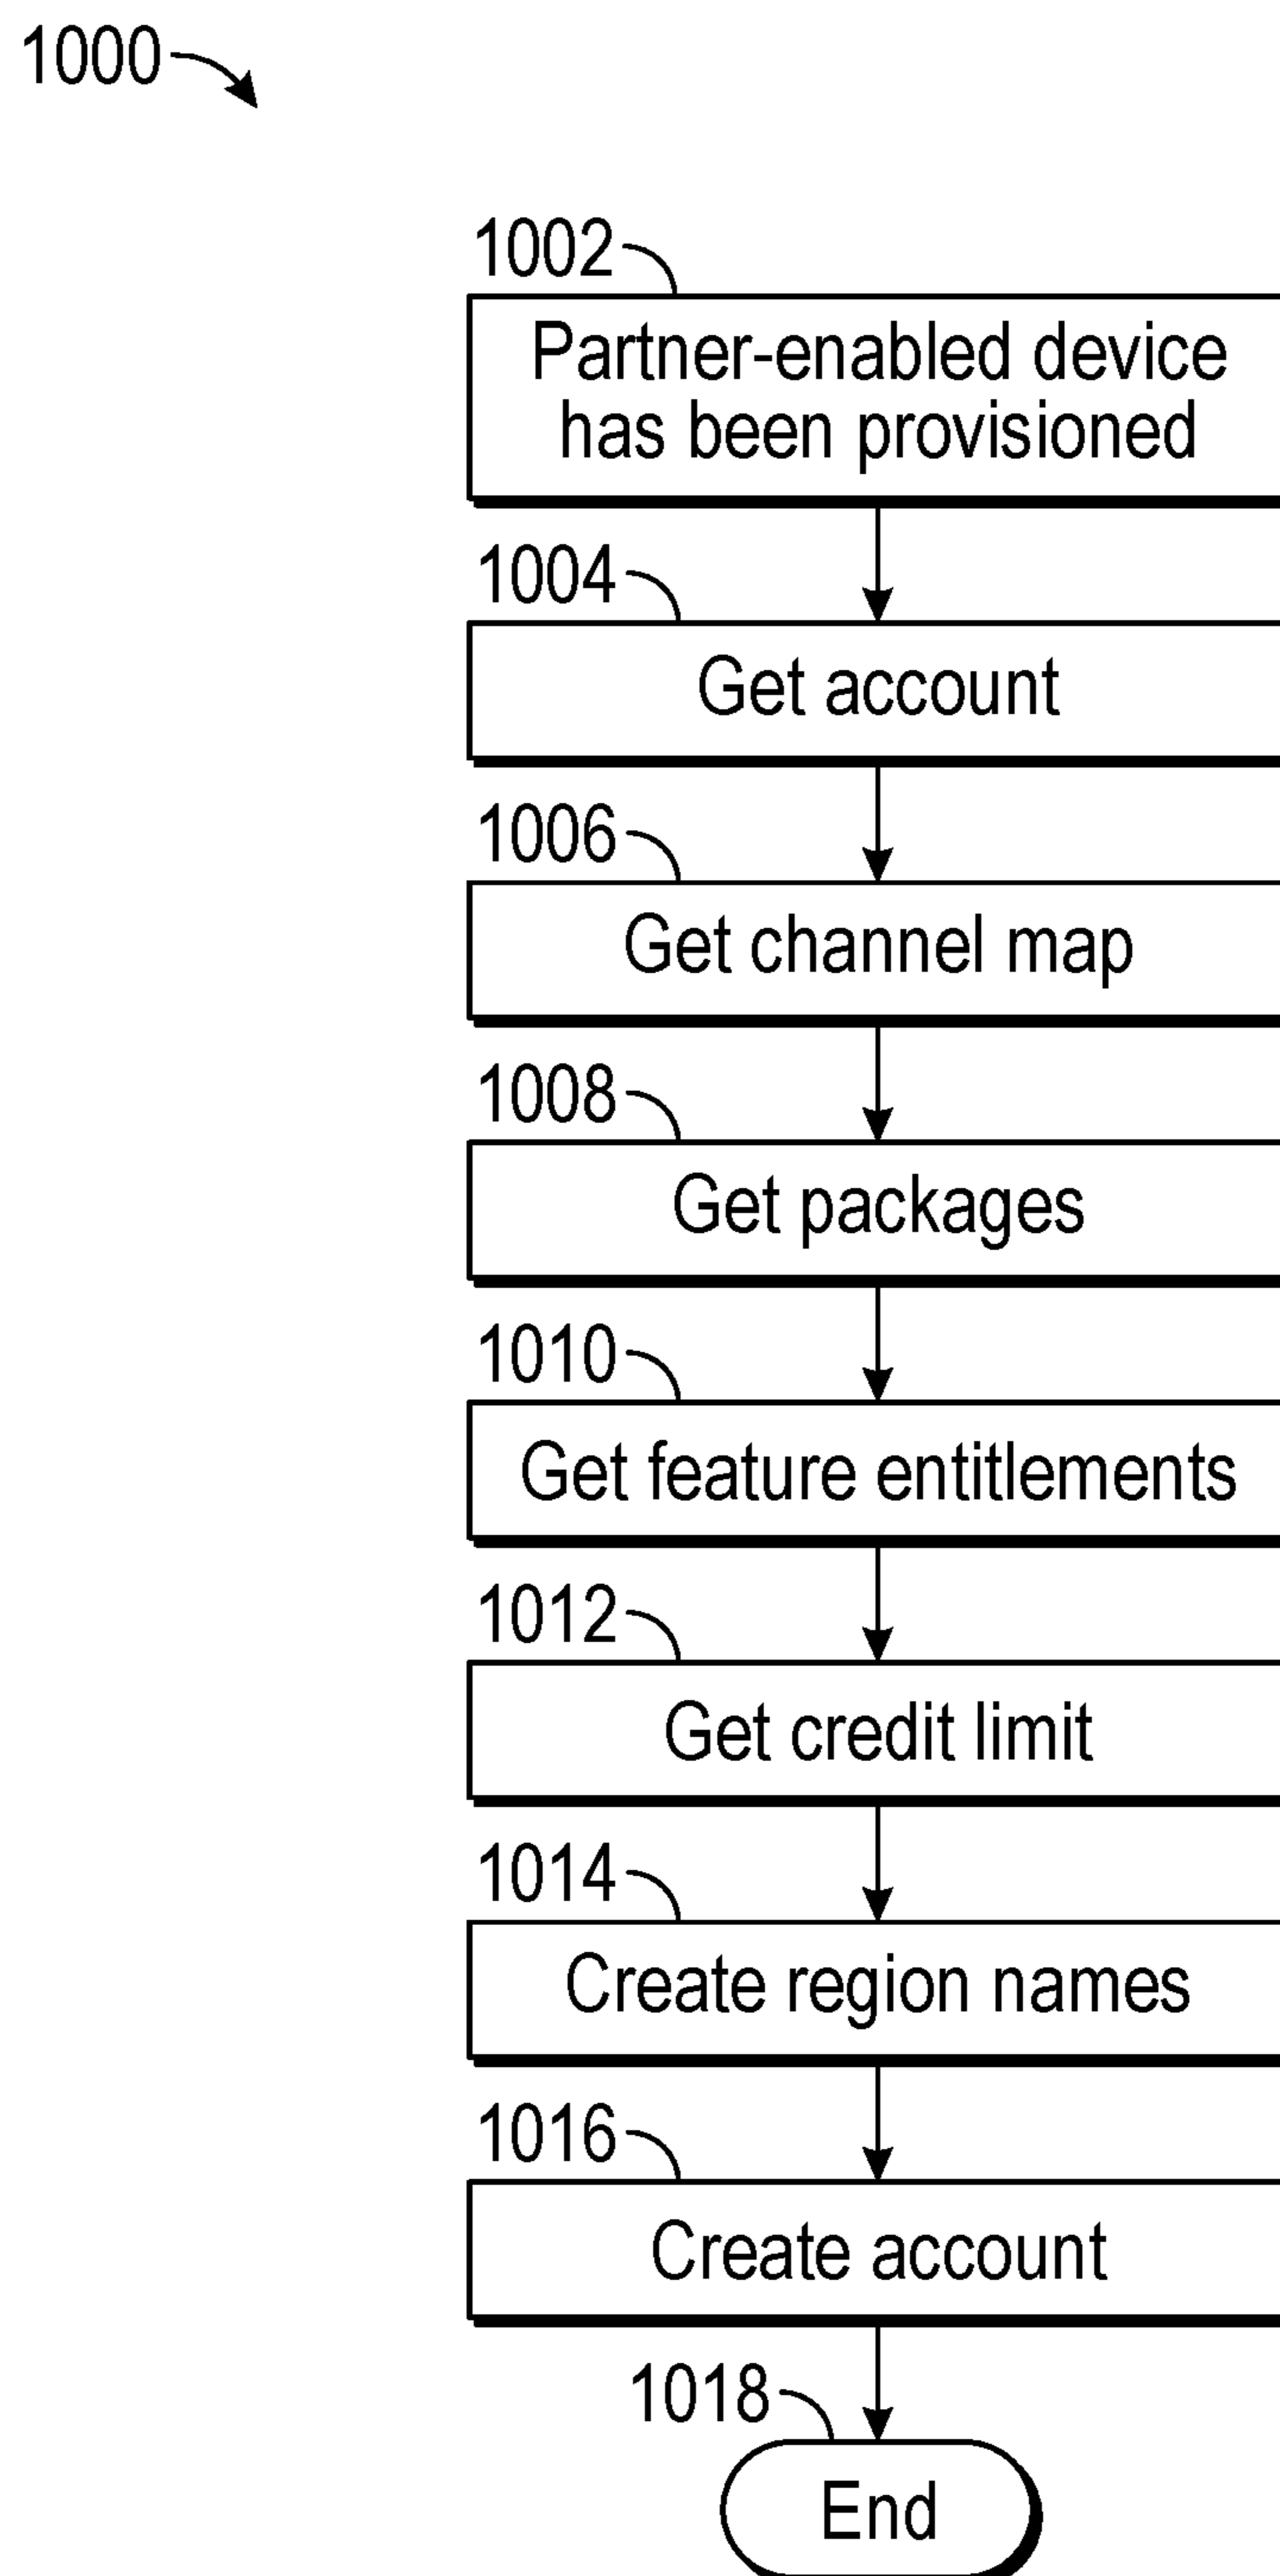 1000
1002
Partner-enabled device
has been provisioned
1004
Get account
1006
Get channel map
1008
Get packages
1010
Get feature entitlements
1012
Get credit limit
1014
Create region names
1016
Create account
1018
End